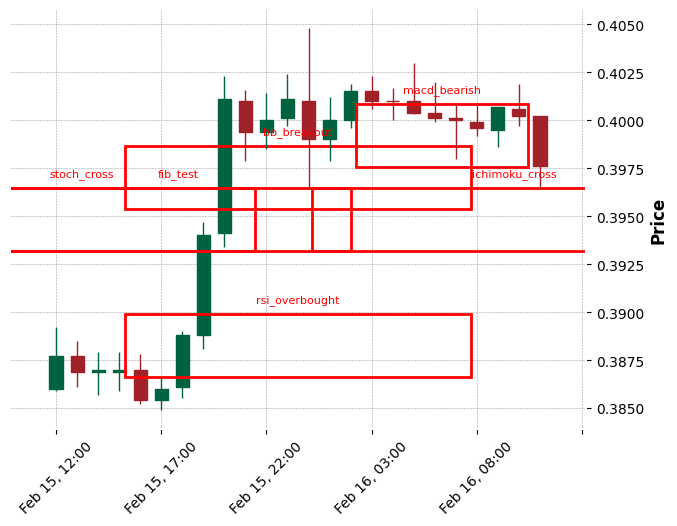 0.4050
0.4025
macd_bearish
0.4000
bb_breakout
0.3975
stoch_cross
fib_test
ichimoku_cross
0.3950
Price
0.3925
rsi_overbought
0.3900
0.3875
0.3850
Feb 15, 12:00
Feb 15, 17:00
Feb 15, 22:00
Feb 16, 03:00
Feb 16, 08:00